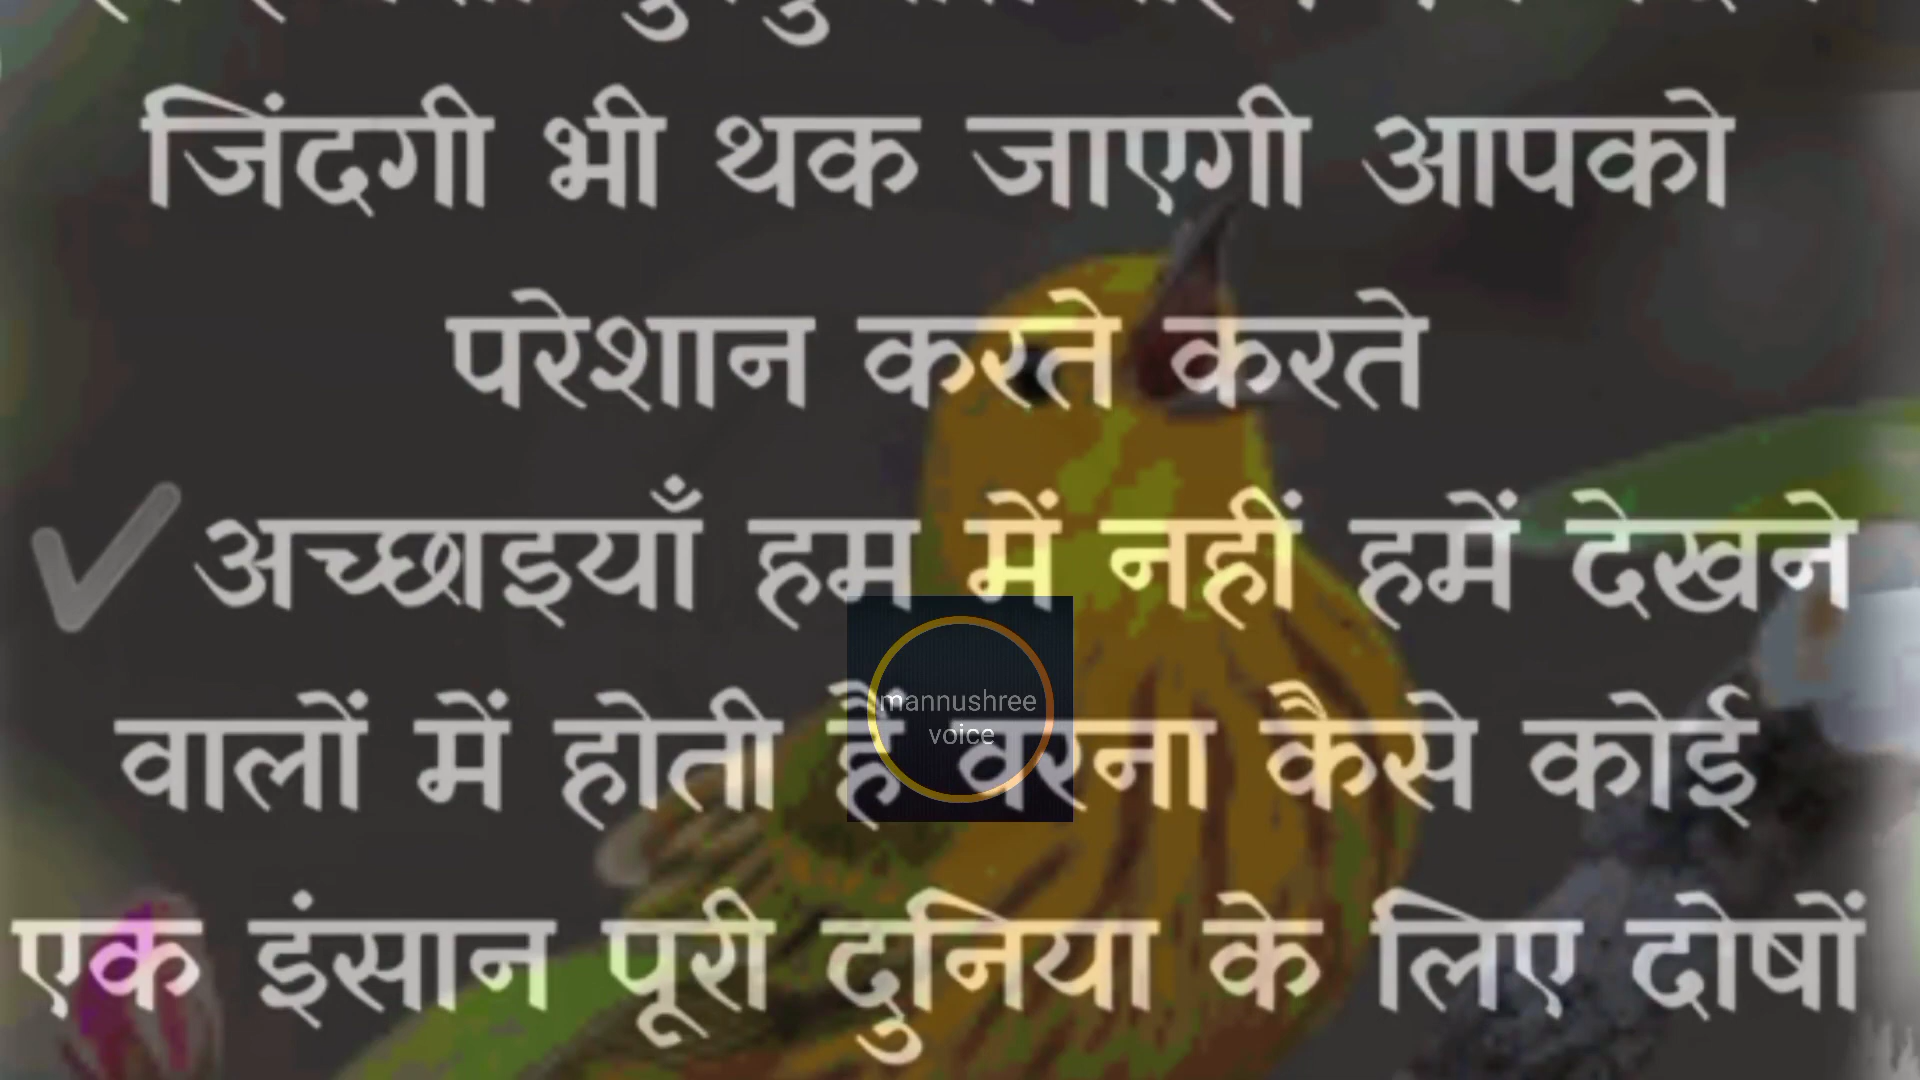 जिंदगी भी थक जाएगी आपको
परेशान करते करते
✔अच्छाइयाँ हम में नहीं हमें देखने
वालों में होती हैं वरना कैसे कोई
mannushree
voice
एक इंसान पूरी दुनिया के लिए दोषों